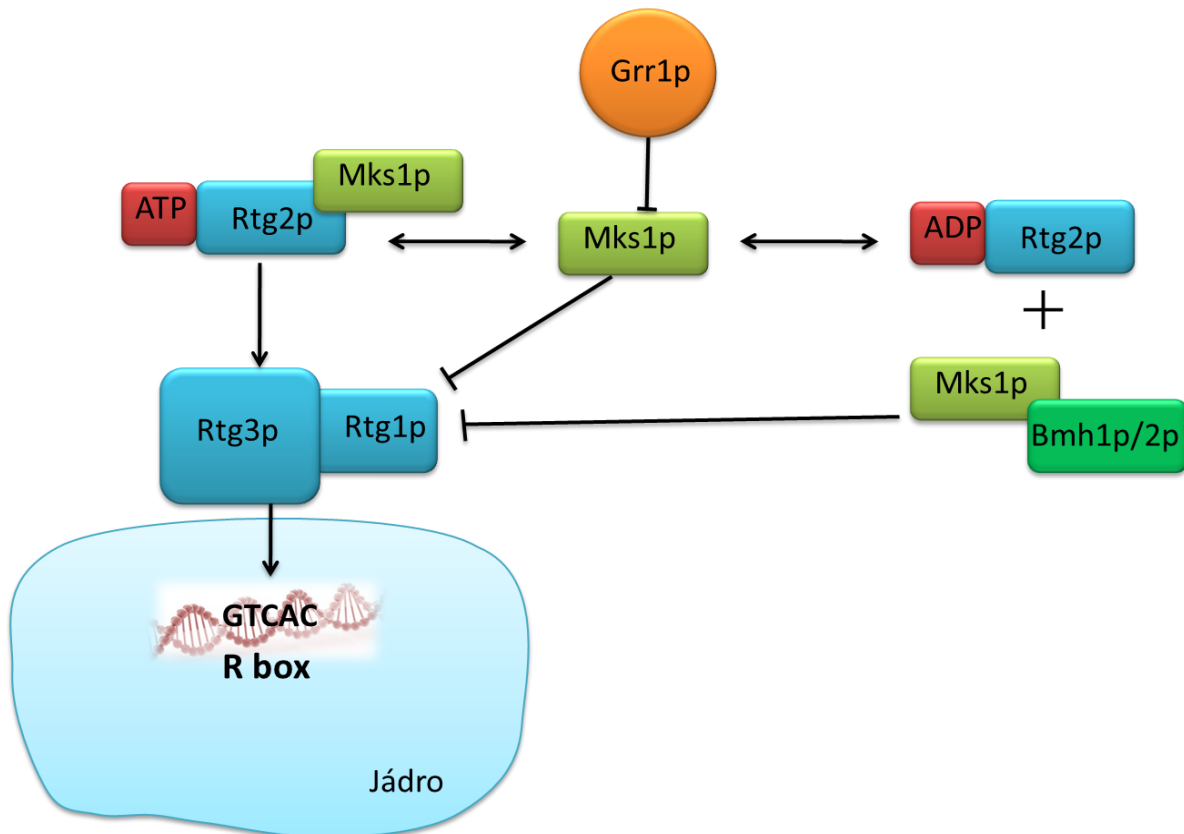 Grr1p
Mks1p
ATP
Rtg2p
Mks1p
ADP
Rtg2p
+
Mks1p
Bmh1p/2p
Rtg3p
Rtg1p
GTCAC
R box
Jádro